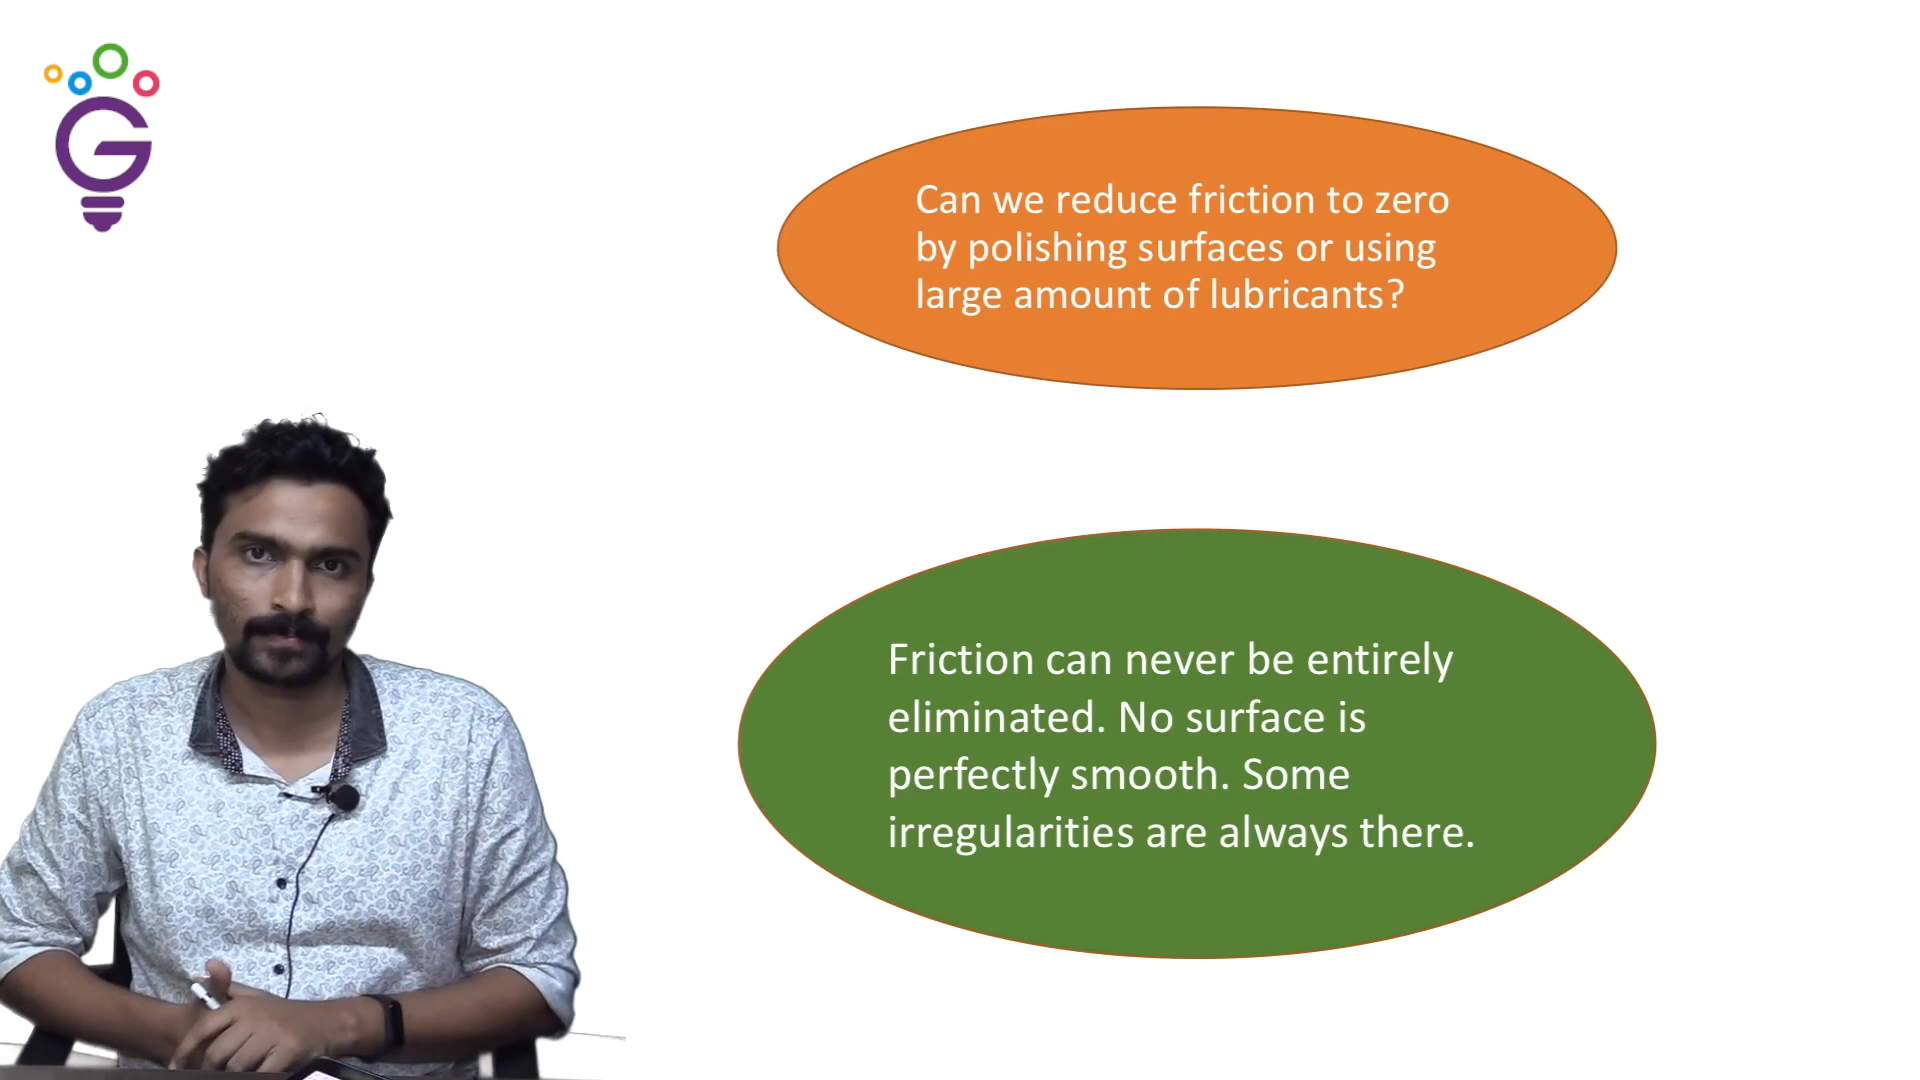 Can we reduce friction to zero
by polishing surfaces or using
large amount of lubricants?
Friction can never be entirely
eliminated. No surface is
perfectly smooth. Some
irregularities are always there.